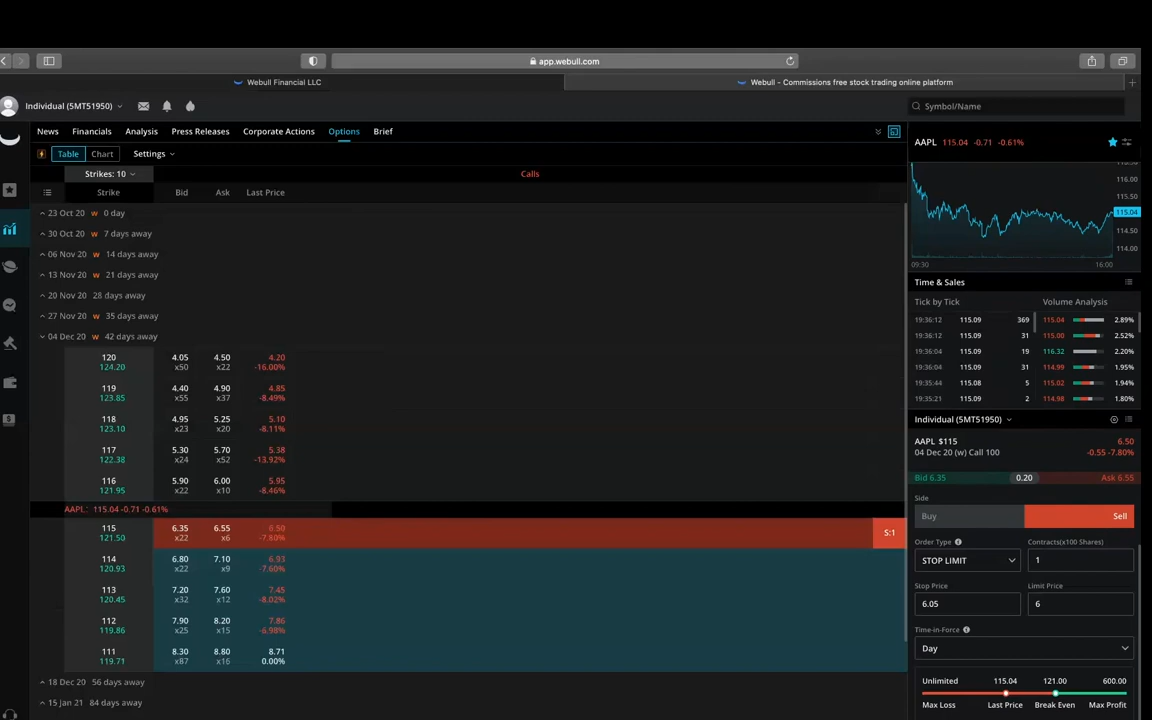 app.webull.com
Webull Financial LLC
Webull - Commissions free stock trading online platform
Individual (5MT51950)
Symbol/Name
News Financials Analysis Press Releases Corporate Actions Options Brief
AAPL 115.04 -0.71 -0.61%
Table Chart Settings
Strikes: 10
Calls
Strike Bid Ask Last Price
23 Oct 20 w 0 day
30 Oct 20 w 7 days away
06 Nov 20 w 14 days away
13 Nov 20 w 21 days away
20 Nov 20 28 days away
27 Nov 20 w 35 days away
04 Dec 20 w 42 days away
120 4.05 4.50 4.20
124.20 x50 x22 -16.00%
119 4.40 4.90 4.85
123.85 x55 x37 -8.49%
118 4.95 5.25 5.10
123.10 x23 x20 -8.11%
117 5.30 5.70 5.38
122.38 x24 x52 -13.92%
116 5.90 6.00 5.95
121.95 x22 x10 -8.46%
AAPL: 115.04 -0.71 -0.61%
115 6.35 6.55 6.50
121.50 x22 x6 -7.80%
S:1
114 6.80 7.10 6.93
120.93 x22 x9 -7.60%
113 7.20 7.60 7.45
120.45 x32 x12 -8.02%
112 7.90 8.20 7.86
119.86 x25 x15 -6.98%
111 8.30 8.80 8.71
119.71 x87 x16 0.00%
18 Dec 20 56 days away
15 Jan 21 84 days away
116.00
115.50
115.04
114.50
114.00
09:30 16:00
Time & Sales
Tick by Tick Volume Analysis
19:36:12 115.09 369 115.04 2.89%
19:36:12 115.09 31 115.00 2.52%
19:36:04 115.09 19 116.32 2.20%
19:36:04 115.09 31 114.99 1.95%
19:35:44 115.08 5 115.02 1.94%
19:35:21 115.09 2 114.98 1.80%
Individual (5MT51950)
AAPL $115 6.50
04 Dec 20 (w) Call 100 -0.55 -7.80%
Bid 6.35 0.20 Ask 6.55
Side
Buy Sell
Order Type Contracts(x100 Shares)
STOP LIMIT 1
Stop Price Limit Price
6.05 6
Time-in-Force
Day
Unlimited 115.04 121.00 600.00
Max Loss Last Price Break Even Max Profit